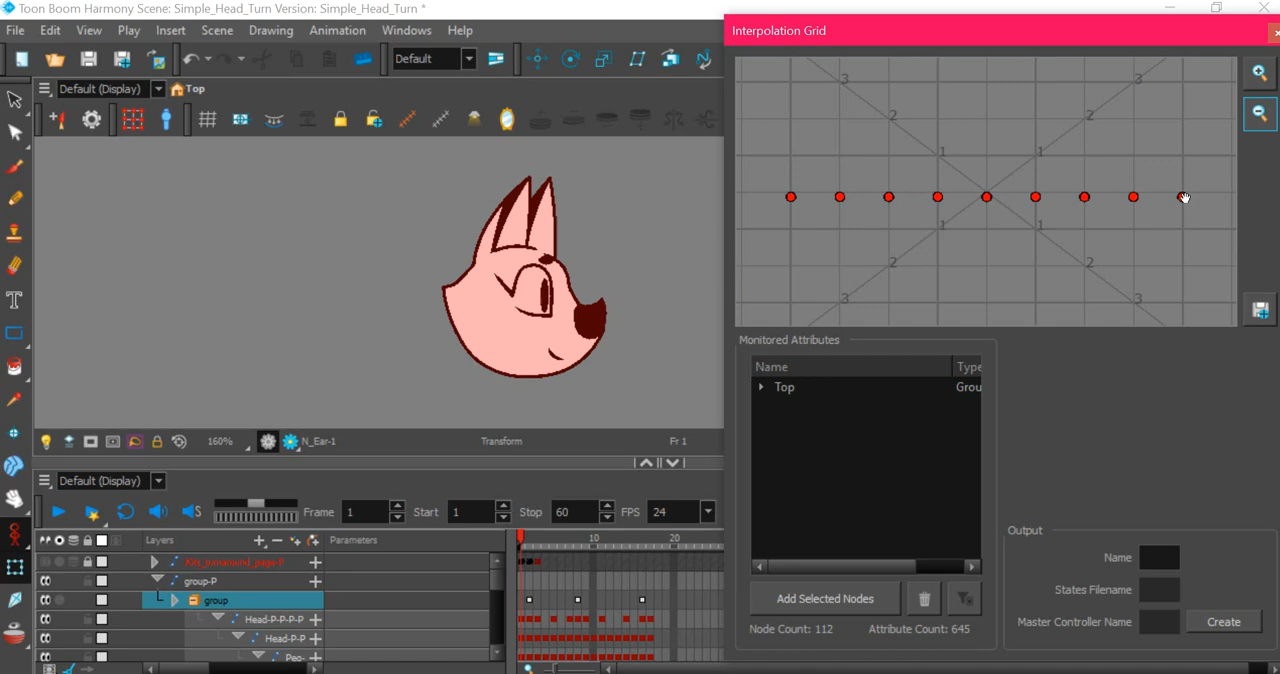 Toon Boom Harmony Scene: Simple_Head_Turn Version: Simple_Head_Turn *
File Edit View Play Insert Scene Drawing Animation Windows Help
Default
Default (Display) Top
160% N_Ear-1 Transform Fr 1
Default (Display)
Frame 1 Start 1 Stop 60 FPS 24
Layers Parameters 10 20
group-P
group
Head-P-P-P-P
Head-P-P
Peg-
Interpolation Grid
3 3
2 2
1 1
1 1
2 2
3 3
Monitored Attributes
Name Type
Top Grou
Add Selected Nodes
Node Count: 112 Attribute Count: 645
Output
Name
States Filename
Master Controller Name Create